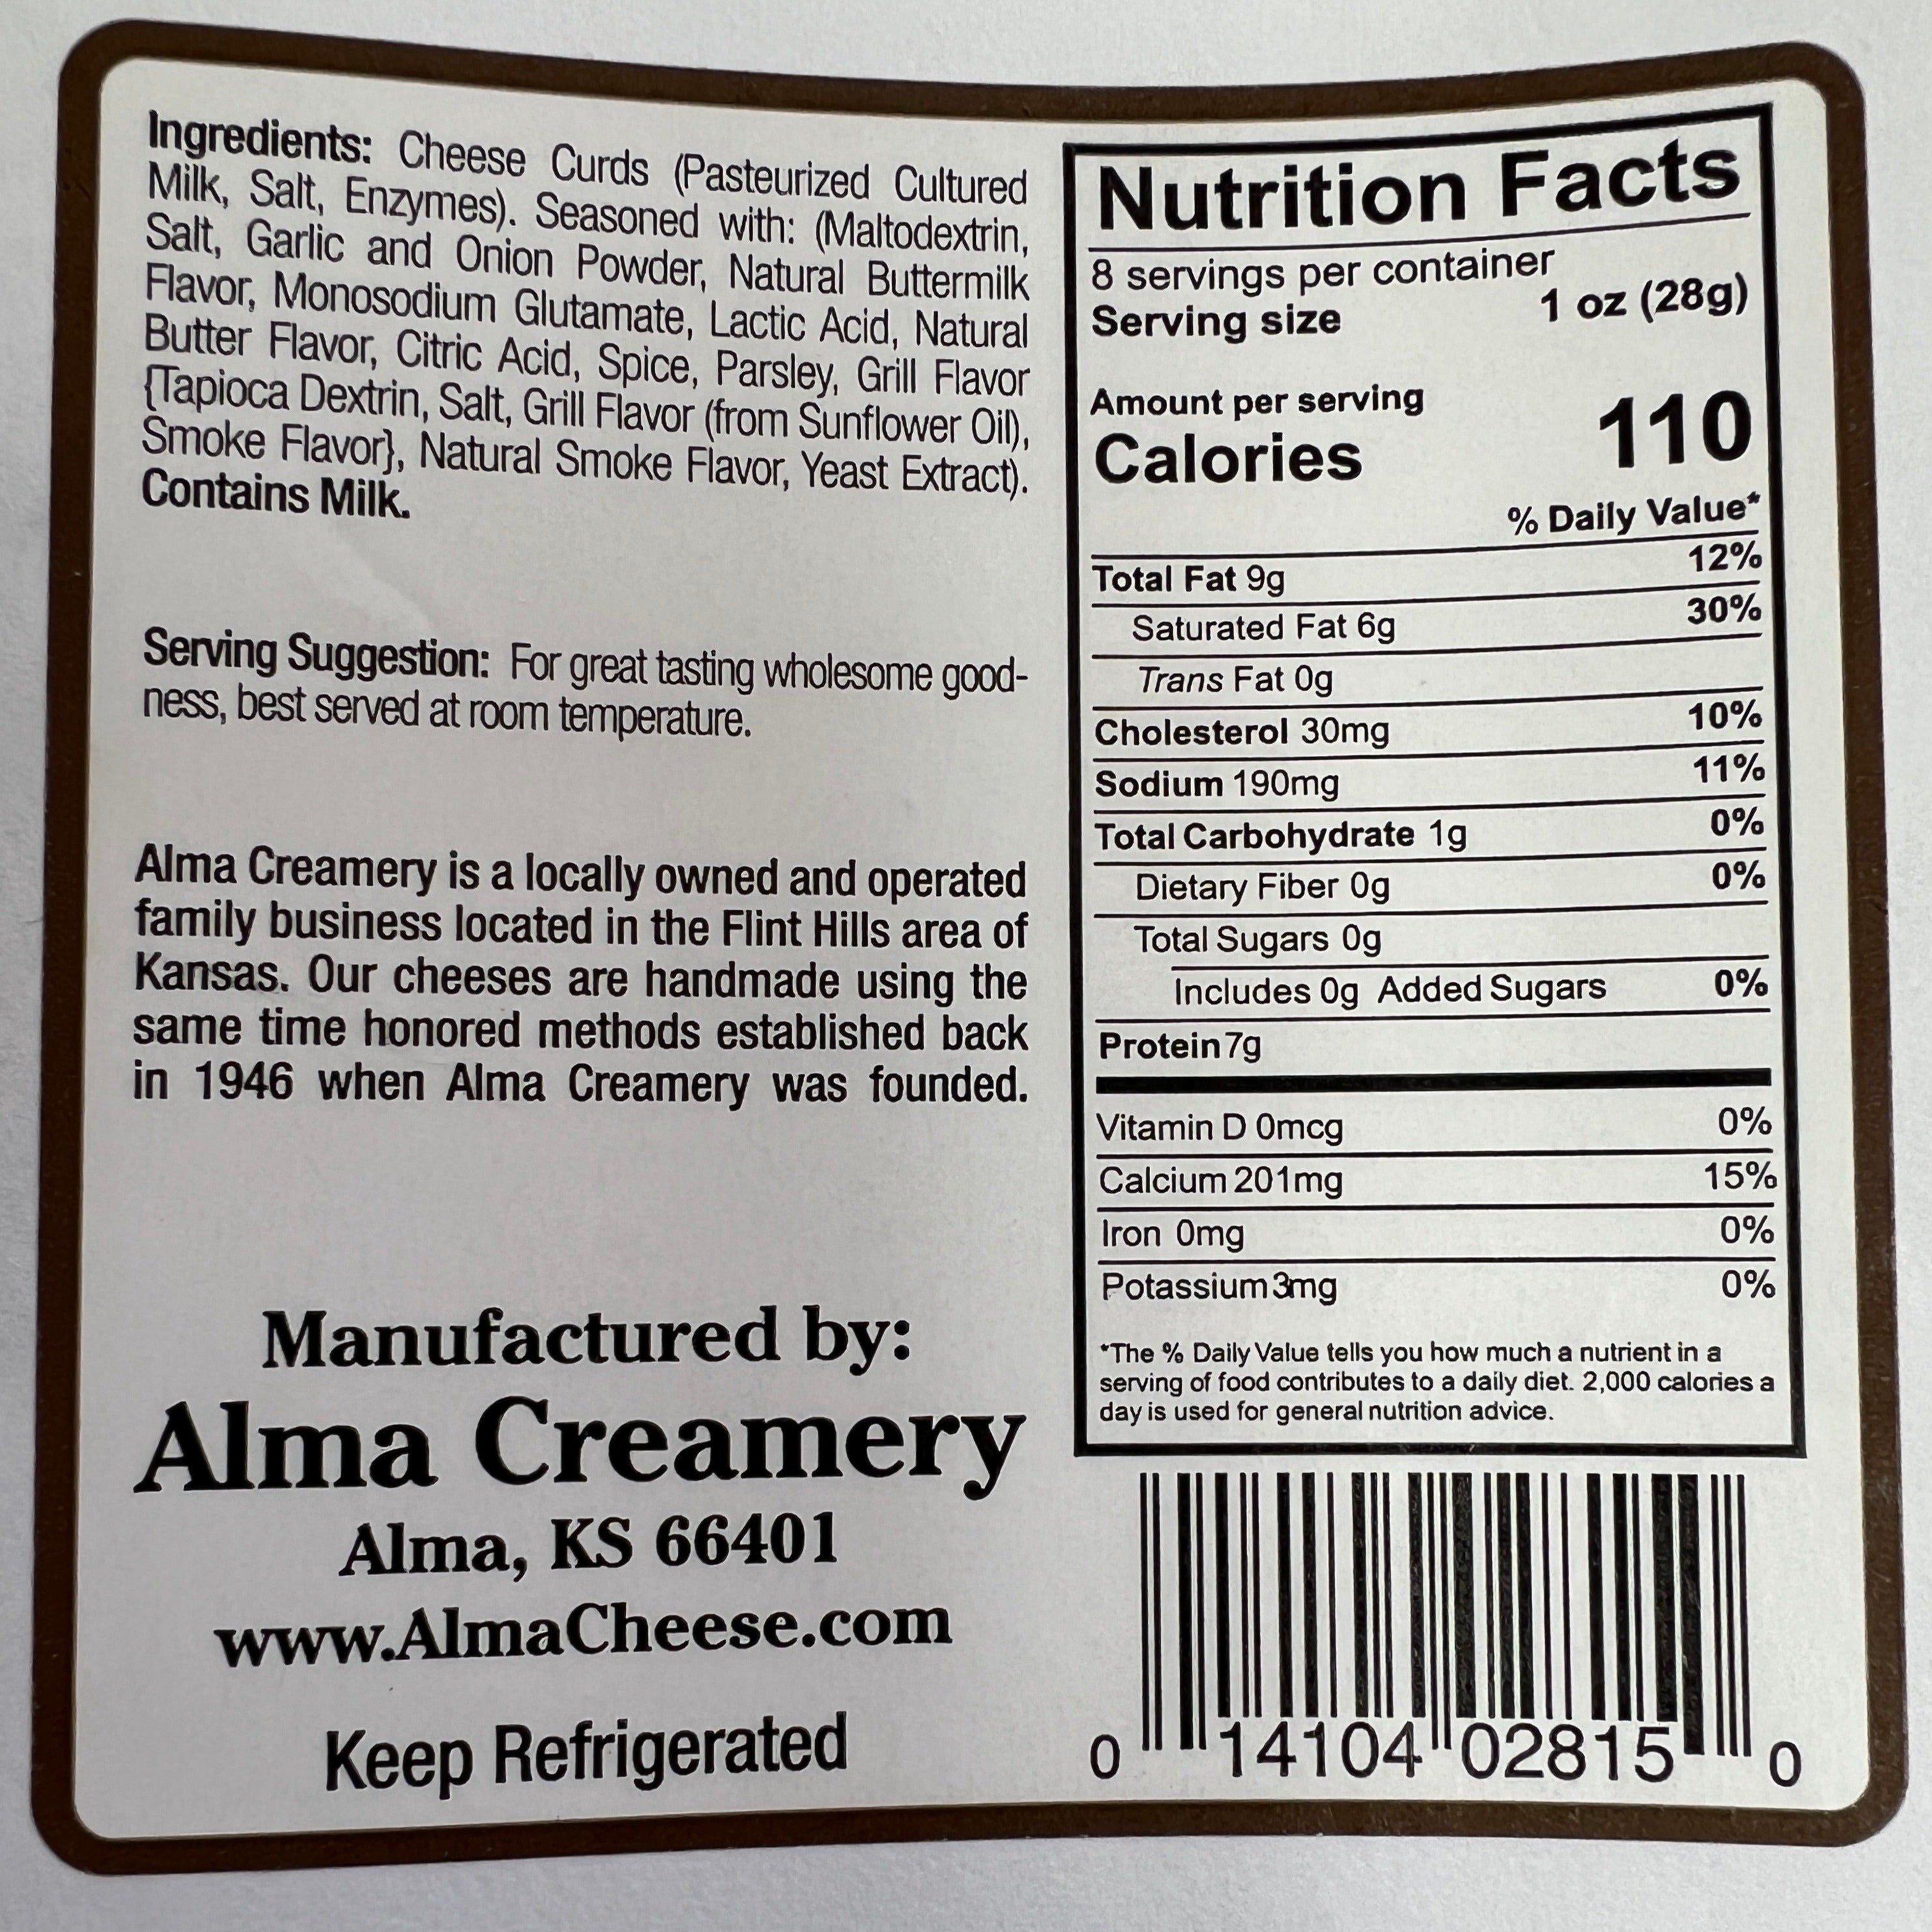 Ingredients: Cheese Curds (Pasteurized Cultured
Milk, Salt, Enzymes). Seasoned with: (Maltodextrin,
Salt, Garlic and Onion Powder, Natural Buttermilk
Flavor, Monosodium Glutamate, Lactic Acid, Natural
Butter Flavor, Citric Acid, Spice, Parsley, Grill Flavor
{Tapioca Dextrin, Salt, Grill Flavor (from Sunflower Oil),
Smoke Flavor}, Natural Smoke Flavor, Yeast Extract).
Contains Milk.
Serving Suggestion: For great tasting wholesome good-
ness, best served at room temperature.
Alma Creamery is a locally owned and operated
family business located in the Flint Hills area of
Kansas. Our cheeses are handmade using the
same time honored methods established back
in 1946 when Alma Creamery was founded.
Manufactured by:
Alma Creamery
Alma, KS 66401
www.AlmaCheese.com
Keep Refrigerated
Nutrition Facts
8 servings per container
Serving size 1 oz (28g)
Amount per serving
Calories 110
% Daily Value*
Total Fat 9g 12%
Saturated Fat 6g 30%
Trans Fat 0g
Cholesterol 30mg 10%
Sodium 190mg 11%
Total Carbohydrate 1g 0%
Dietary Fiber 0g 0%
Total Sugars 0g
Includes 0g Added Sugars 0%
Protein 7g
Vitamin D 0mcg 0%
Calcium 201mg 15%
Iron 0mg 0%
Potassium 3mg 0%
*The % Daily Value tells you how much a nutrient in a
serving of food contributes to a daily diet. 2,000 calories a
day is used for general nutrition advice.
0 14104 02815 0